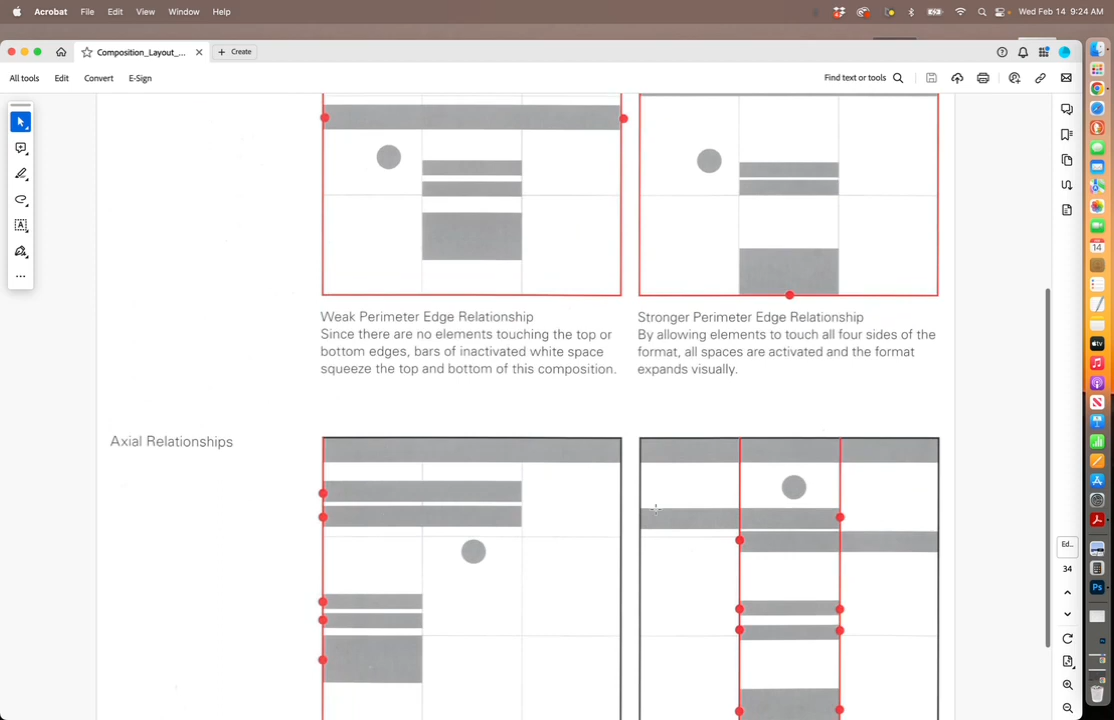 Acrobat File Edit View Window Help
Wed Feb 14 9:24 AM
Composition_Layout_...
+ Create
All tools Edit Convert E-Sign
Find text or tools
Weak Perimeter Edge Relationship
Since there are no elements touching the top or
bottom edges, bars of inactivated white space
squeeze the top and bottom of this composition.
Stronger Perimeter Edge Relationship
By allowing elements to touch all four sides of the
format, all spaces are activated and the format
expands visually.
Axial Relationships
Ed...
34